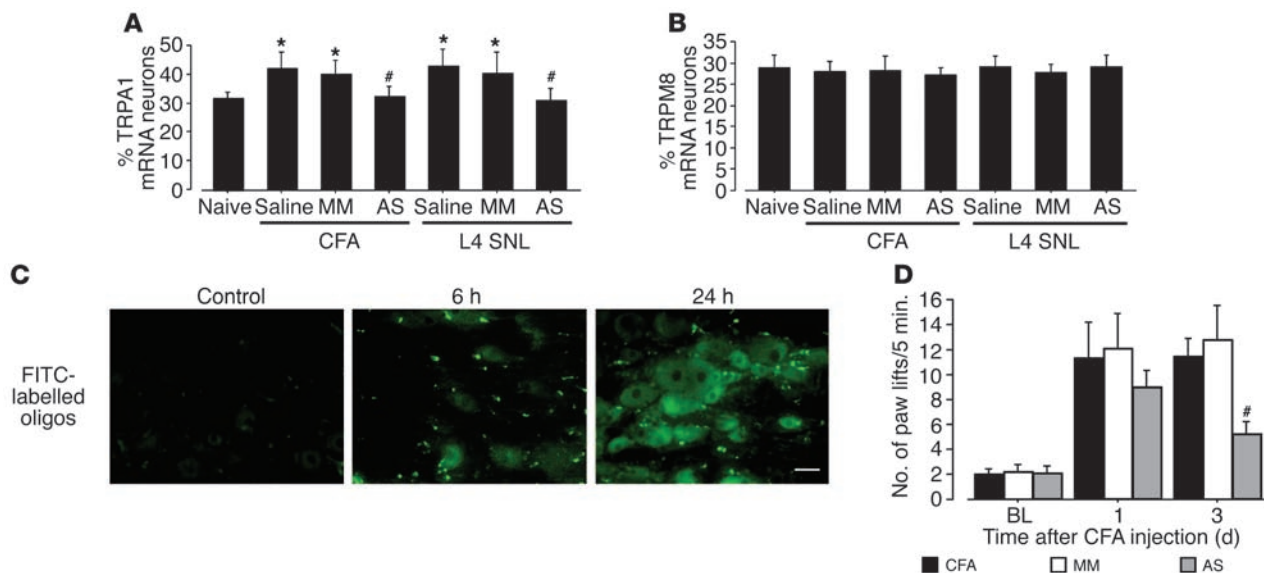 A
% TRPA1
mRNA neurons
50
40
30
20
10
0
* * # * * #
Naive Saline MM AS Saline MM AS
CFA L4 SNL
B
% TRPM8
mRNA neurons
35
30
25
20
15
10
5
0
Naive Saline MM AS Saline MM AS
CFA L4 SNL
C
Control 6 h 24 h
FITC-
labelled
oligos
D
No. of paw lifts/5 min.
16
14
12
10
8
6
4
2
0
#
BL 1 3
Time after CFA injection (d)
CFA MM AS